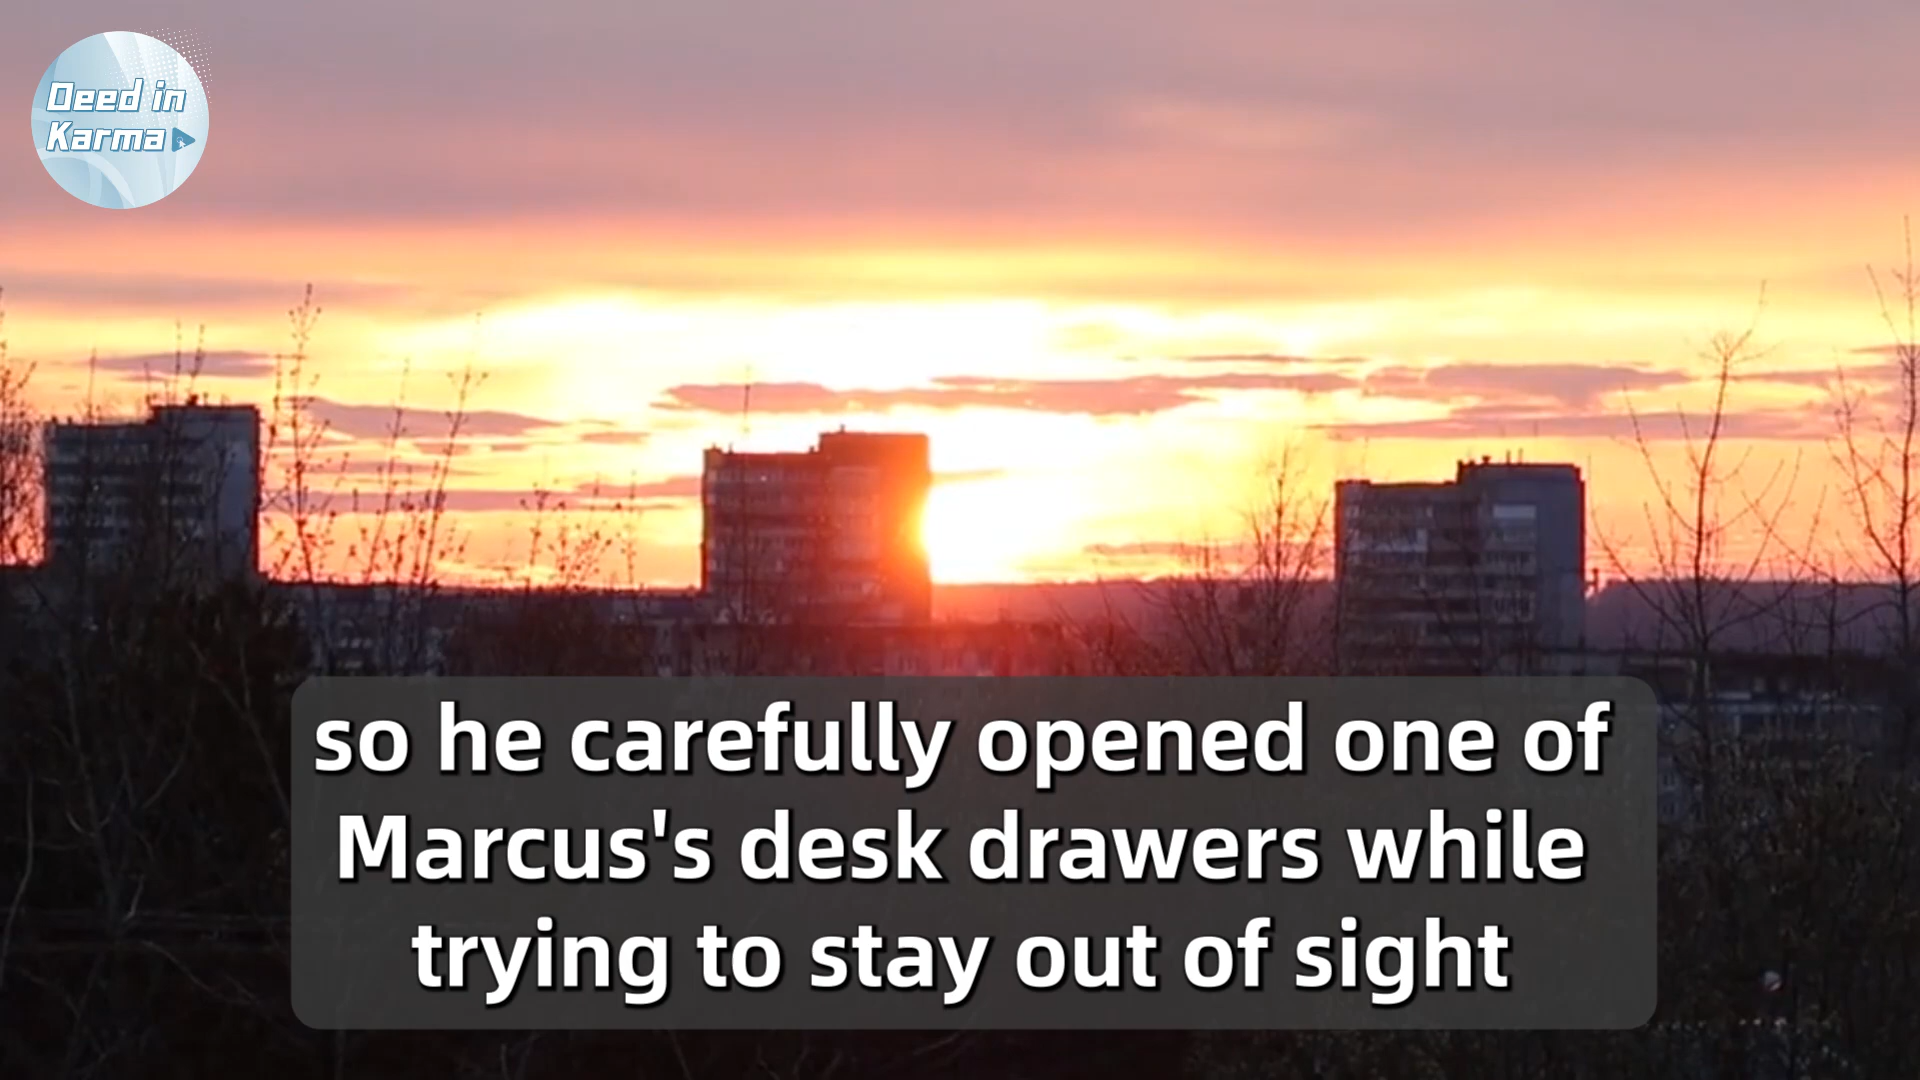 Deed in
Karma
so he carefully opened one of
Marcus's desk drawers while
trying to stay out of sight